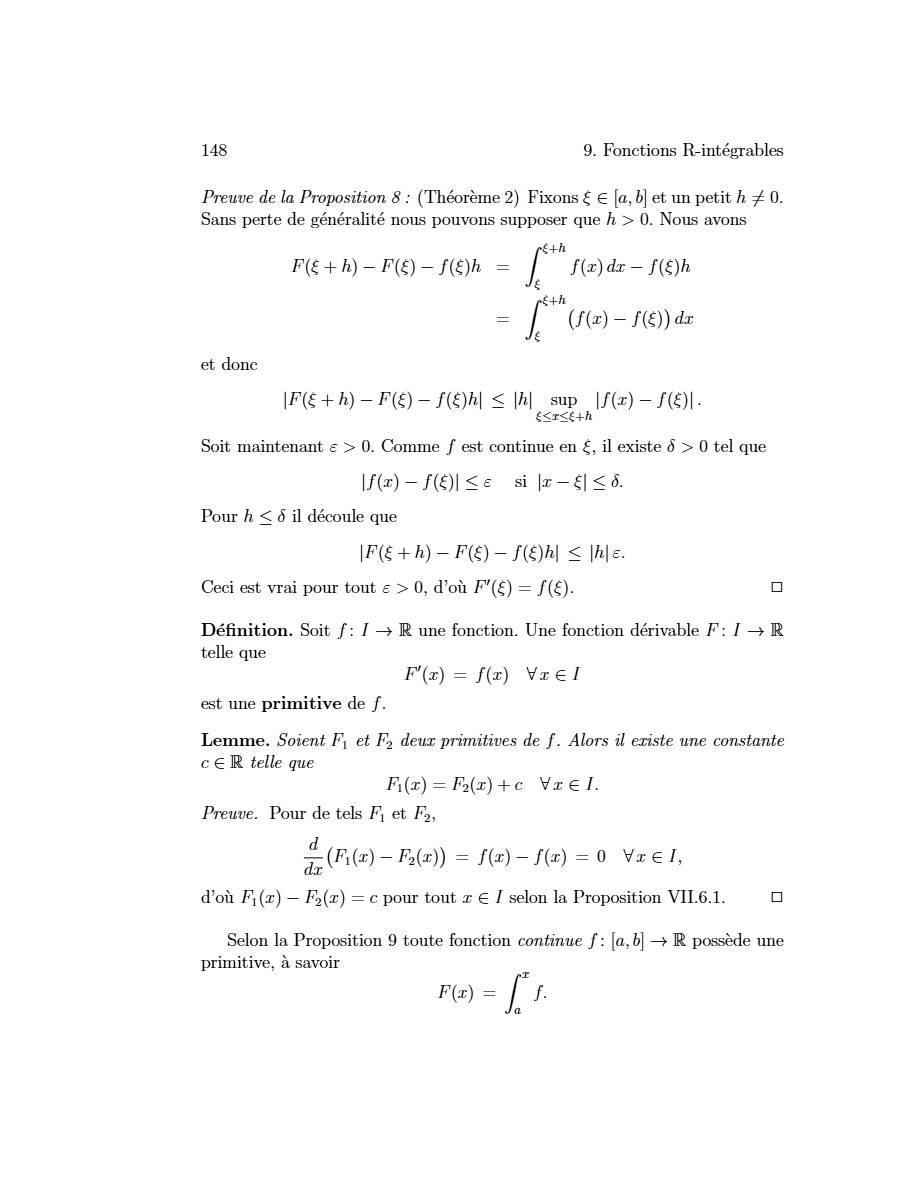 148 9. Fonctions R-intégrables
Preuve de la Proposition 8 : (Théorème 2) Fixons ξ ∈ [a, b] et un petit h ≠ 0.
Sans perte de généralité nous pouvons supposer que h > 0. Nous avons
F(ξ + h) − F(ξ) − f(ξ)h = ∫_ξ^{ξ+h} f(x) dx − f(ξ)h
= ∫_ξ^{ξ+h} (f(x) − f(ξ)) dx
et donc
|F(ξ + h) − F(ξ) − f(ξ)h| ≤ |h| sup_{ξ≤x≤ξ+h} |f(x) − f(ξ)| .
Soit maintenant ε > 0. Comme f est continue en ξ, il existe δ > 0 tel que
|f(x) − f(ξ)| ≤ ε si |x − ξ| ≤ δ.
Pour h ≤ δ il découle que
|F(ξ + h) − F(ξ) − f(ξ)h| ≤ |h| ε.
Ceci est vrai pour tout ε > 0, d'où F′(ξ) = f(ξ). □
Définition. Soit f : I → ℝ une fonction. Une fonction dérivable F : I → ℝ
telle que
F′(x) = f(x) ∀ x ∈ I
est une primitive de f.
Lemme. Soient F₁ et F₂ deux primitives de f. Alors il existe une constante
c ∈ ℝ telle que
F₁(x) = F₂(x) + c ∀ x ∈ I.
Preuve. Pour de tels F₁ et F₂,
d/dx (F₁(x) − F₂(x)) = f(x) − f(x) = 0 ∀ x ∈ I,
d'où F₁(x) − F₂(x) = c pour tout x ∈ I selon la Proposition VII.6.1. □
Selon la Proposition 9 toute fonction continue f : [a, b] → ℝ possède une
primitive, à savoir
F(x) = ∫_a^x f.